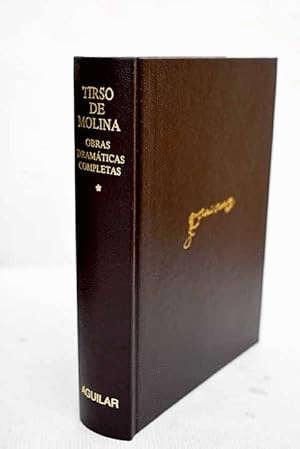 TIRSO
DE
MOLINA
OBRAS
DRAMÁTICAS
COMPLETAS
*
AGUILAR